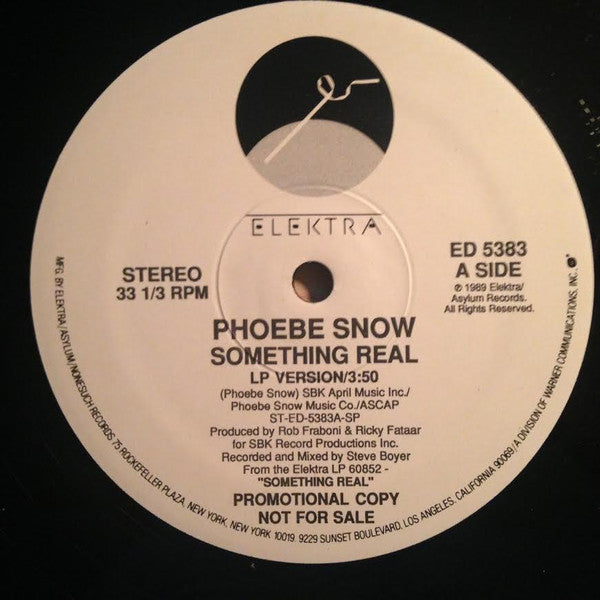 ELEKTRA
STEREO
33 1/3 RPM
ED 5383
A SIDE
℗ 1989 Elektra/
Asylum Records.
All Rights Reserved.
PHOEBE SNOW
SOMETHING REAL
LP VERSION/3:50
(Phoebe Snow) SBK April Music Inc./
Phoebe Snow Music Co./ASCAP
ST-ED-5383A-SP
Produced by Rob Fraboni & Ricky Fataar
for SBK Record Productions Inc.
Recorded and Mixed by Steve Boyer
From the Elektra LP 60852 -
"SOMETHING REAL"
PROMOTIONAL COPY
NOT FOR SALE
MFG. BY ELEKTRA/ASYLUM/NONESUCH RECORDS, 75 ROCKEFELLER PLAZA, NEW YORK, NEW YORK 10019. 9229 SUNSET BOULEVARD, LOS ANGELES, CALIFORNIA 90069/A DIVISION OF WARNER COMMUNICATIONS, INC.